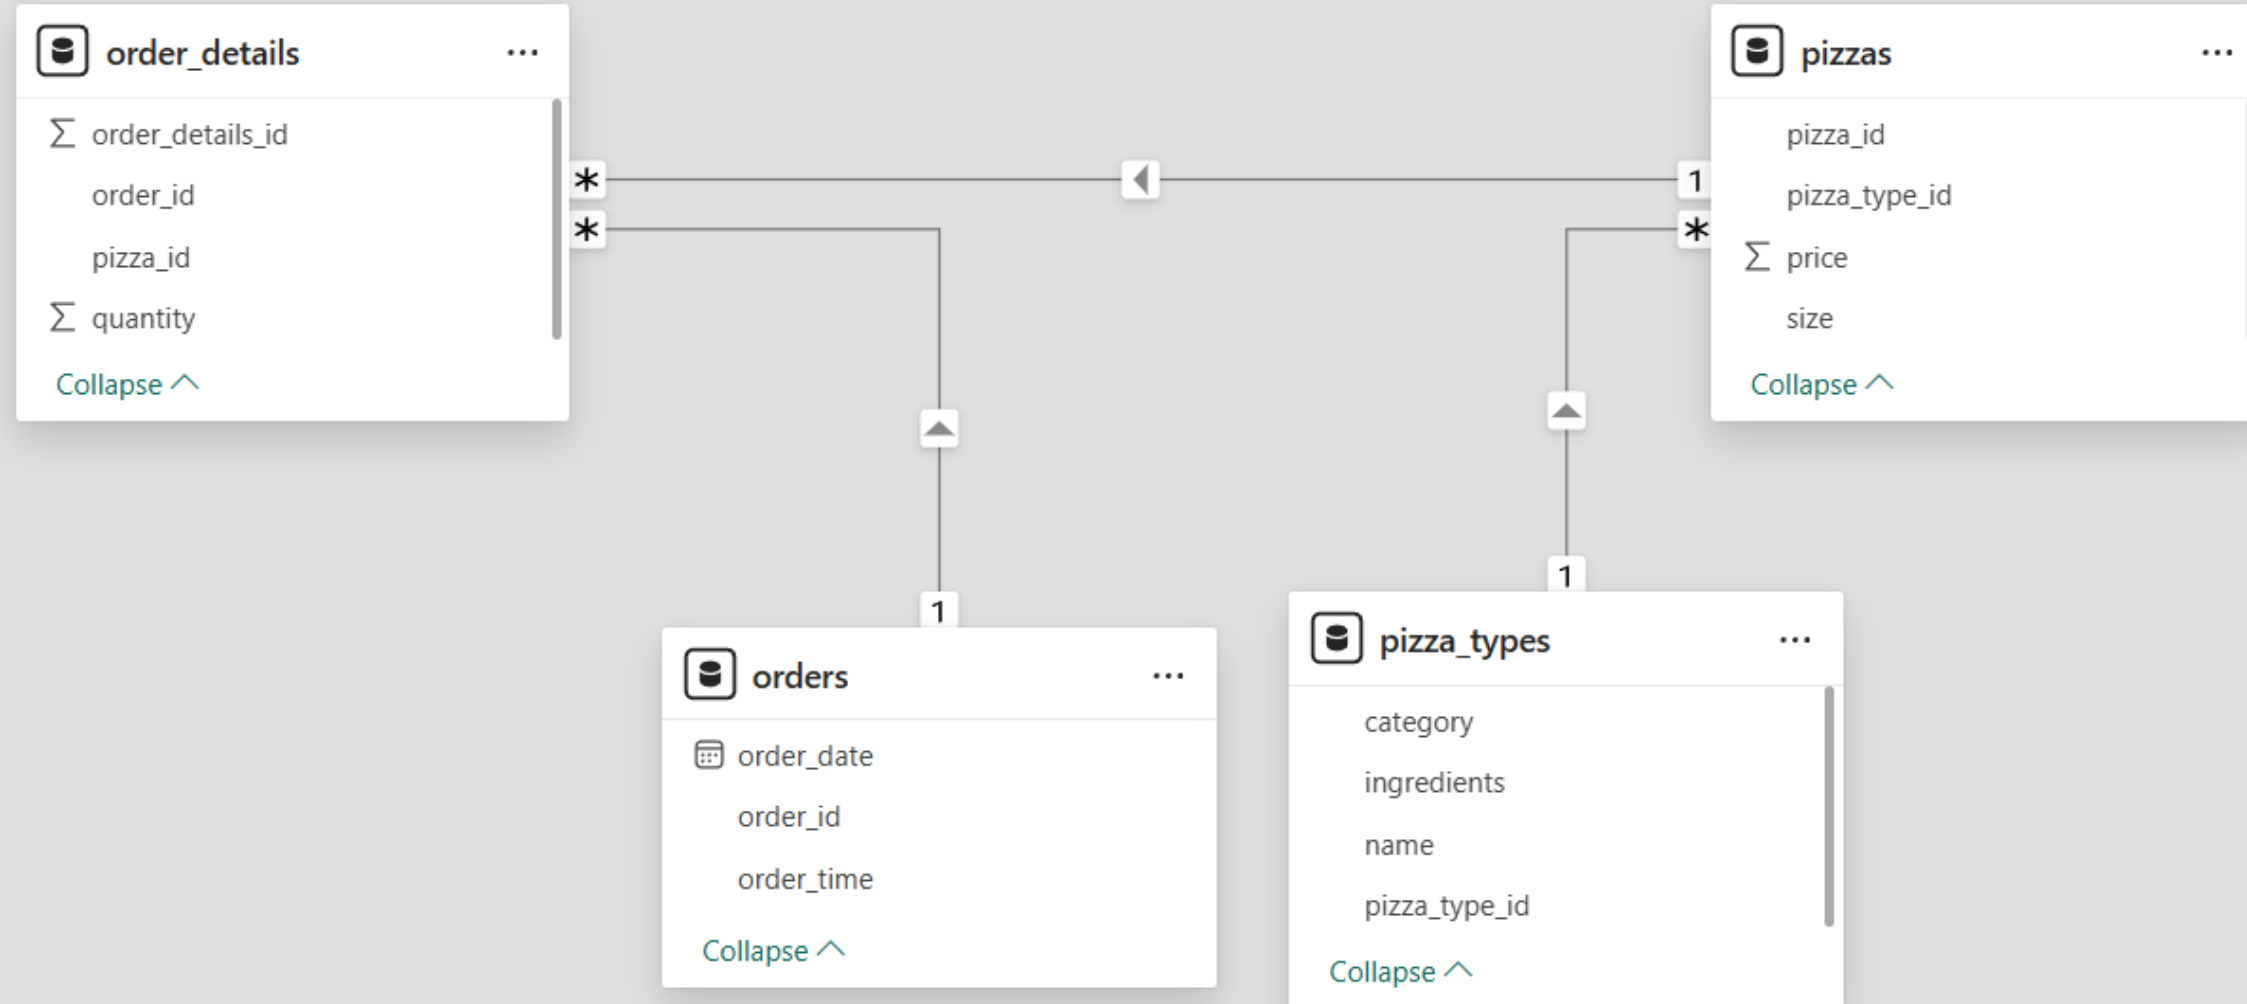 order_details ...
Σ order_details_id
order_id
pizza_id
Σ quantity
Collapse
*
*
1
*
pizzas ...
pizza_id
pizza_type_id
Σ price
size
Collapse
1
orders ...
order_date
order_id
order_time
Collapse
1
pizza_types ...
category
ingredients
name
pizza_type_id
Collapse